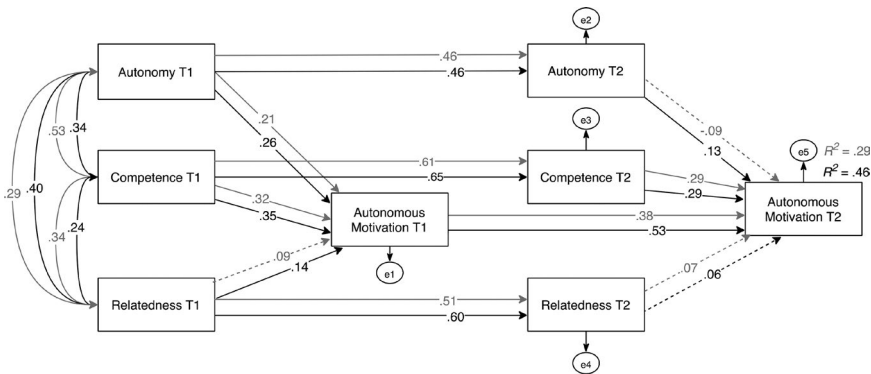 e2
Autonomy T1
.46
.46
Autonomy T2
.21
.26
-.09
.13
.53
.34
e3
e5
R² = .29
R² = .46
Competence T1
.61
.65
Competence T2
.29
.29
.29
.40
.32
.35
Autonomous
Motivation T1
.38
.53
Autonomous
Motivation T2
.34
.24
.09
.14
e1
.07
.06
Relatedness T1
.51
.60
Relatedness T2
e4